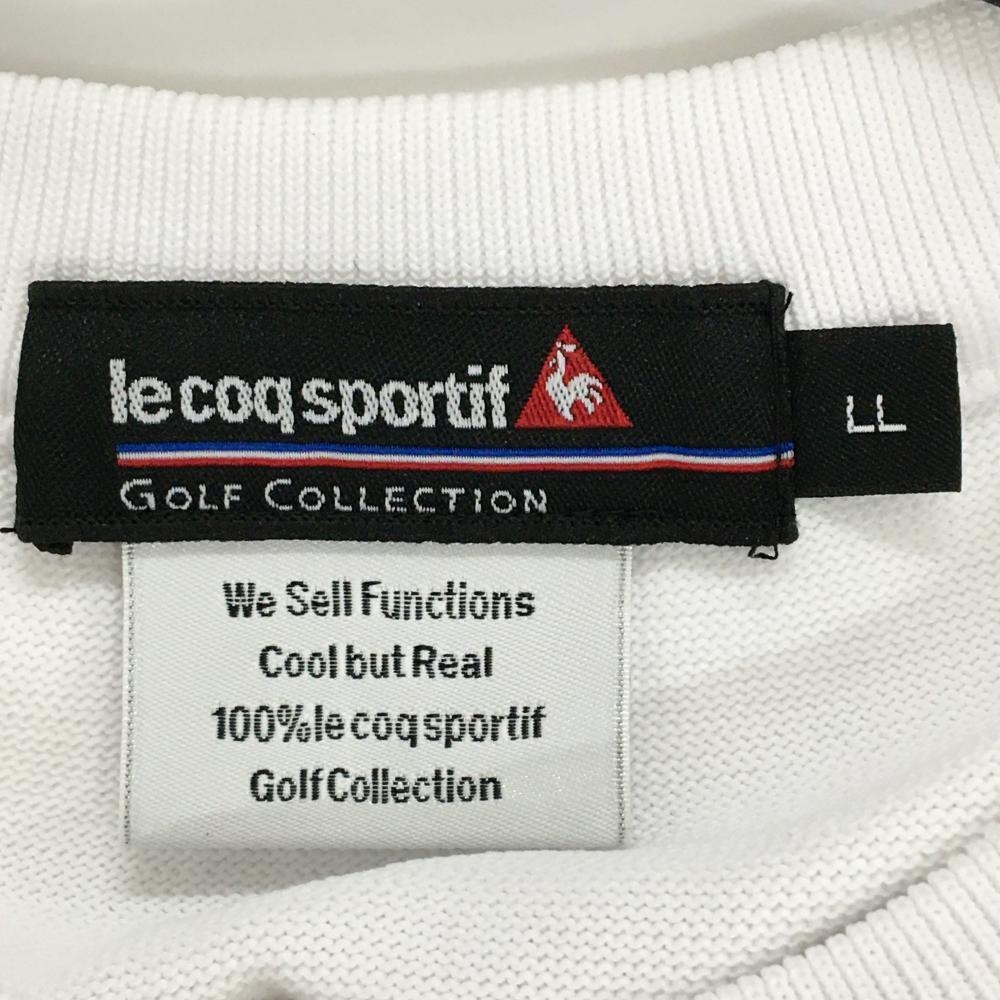 le coq sportif
GOLF COLLECTION
LL
We Sell Functions
Cool but Real
100% le coq sportif
Golf Collection